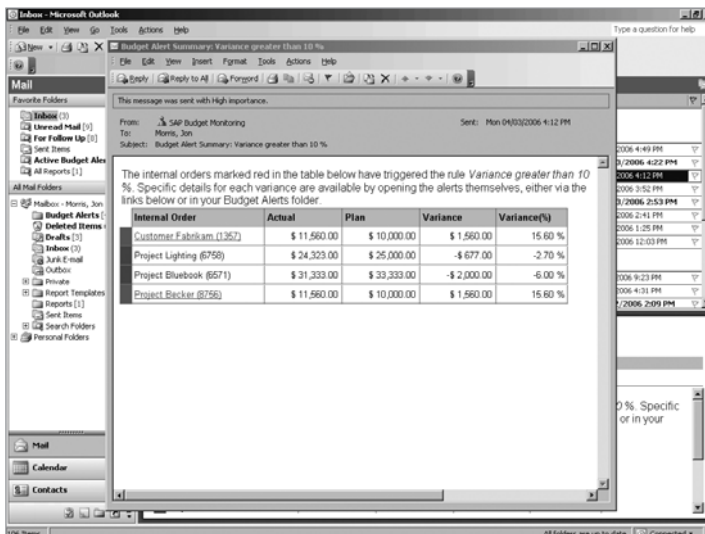 Inbox - Microsoft Outlook
File Edit View Go Tools Actions Help
Type a question for help
New
Budget Alert Summary: Variance greater than 10 %
File Edit View Insert Format Tools Actions Help
Reply Reply to All Forward
Mail
Favorite Folders
Inbox (3)
Unread Mail [9]
For Follow Up [8]
Sent Items
Active Budget Ale
All Reports [1]
All Mail Folders
Mailbox - Morris, Jon
Budget Alerts [
Deleted Items
Drafts [3]
Inbox (3)
Junk E-mail
Outbox
Private
Report Templates
Reports [1]
Sent Items
Search Folders
Personal Folders
Mail
Calendar
Contacts
This message was sent with High importance.
From: SAP Budget Monitoring
Sent: Mon 04/03/2006 4:12 PM
To: Morris, Jon
Subject: Budget Alert Summary: Variance greater than 10 %
The internal orders marked red in the table below have triggered the rule Variance greater than 10
%. Specific details for each variance are available by opening the alerts themselves, either via the
links below or in your Budget Alerts folder.
Internal Order Actual Plan Variance Variance(%)
Customer Fabrikam (1357) $ 11,560.00 $ 10,000.00 $ 1,560.00 15.60 %
Project Lighting (6758) $ 24,323.00 $ 25,000.00 -$ 677.00 -2.70 %
Project Bluebook (6571) $ 31,333.00 $ 33,333.00 -$ 2,000.00 -6.00 %
Project Becker (8756) $ 11,560.00 $ 10,000.00 $ 1,560.00 15.60 %
2006 4:49 PM
3/2006 4:22 PM
2006 4:12 PM
2006 3:52 PM
3/2006 2:53 PM
2006 2:41 PM
2006 1:25 PM
2006 12:03 PM
2006 9:23 PM
2006 4:31 PM
/2006 2:09 PM
0 %. Specific
or in your
106 Items
All folders are up to date. Connected